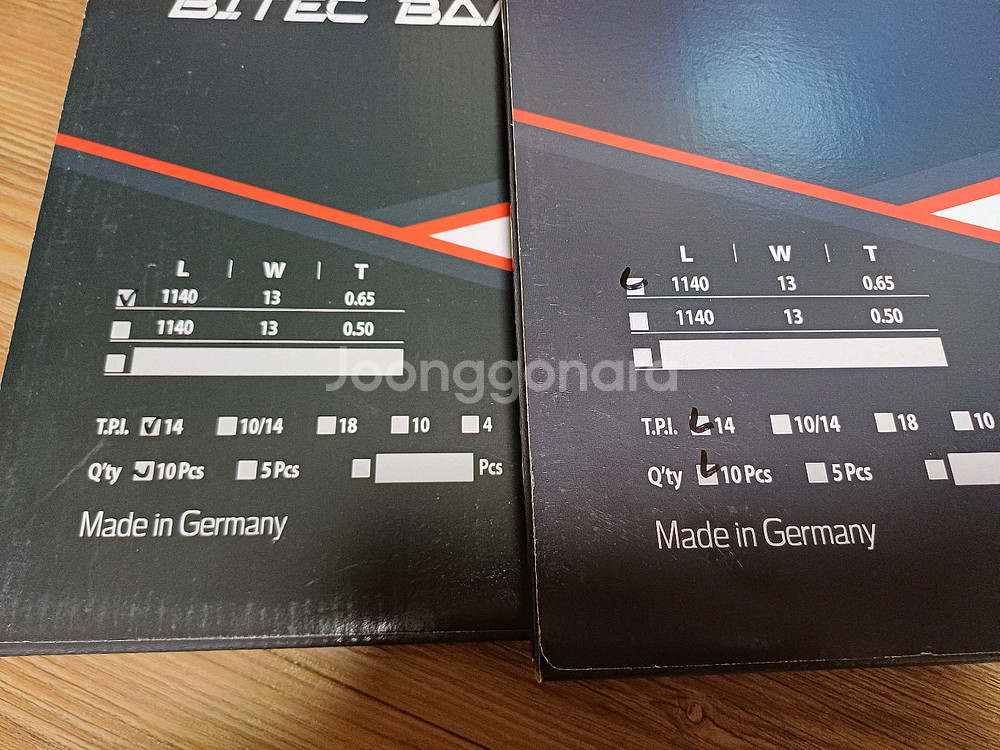 BITEC BA
L | W | T
1140 13 0.65
1140 13 0.50
T.P.I. 14 10/14 18 10 4
Q'ty 10 Pcs 5 Pcs Pcs
Made in Germany
L | W | T
1140 13 0.65
1140 13 0.50
T.P.I. 14 10/14 18 10
Q'ty 10 Pcs 5 Pcs
Made in Germany
Joonggonara